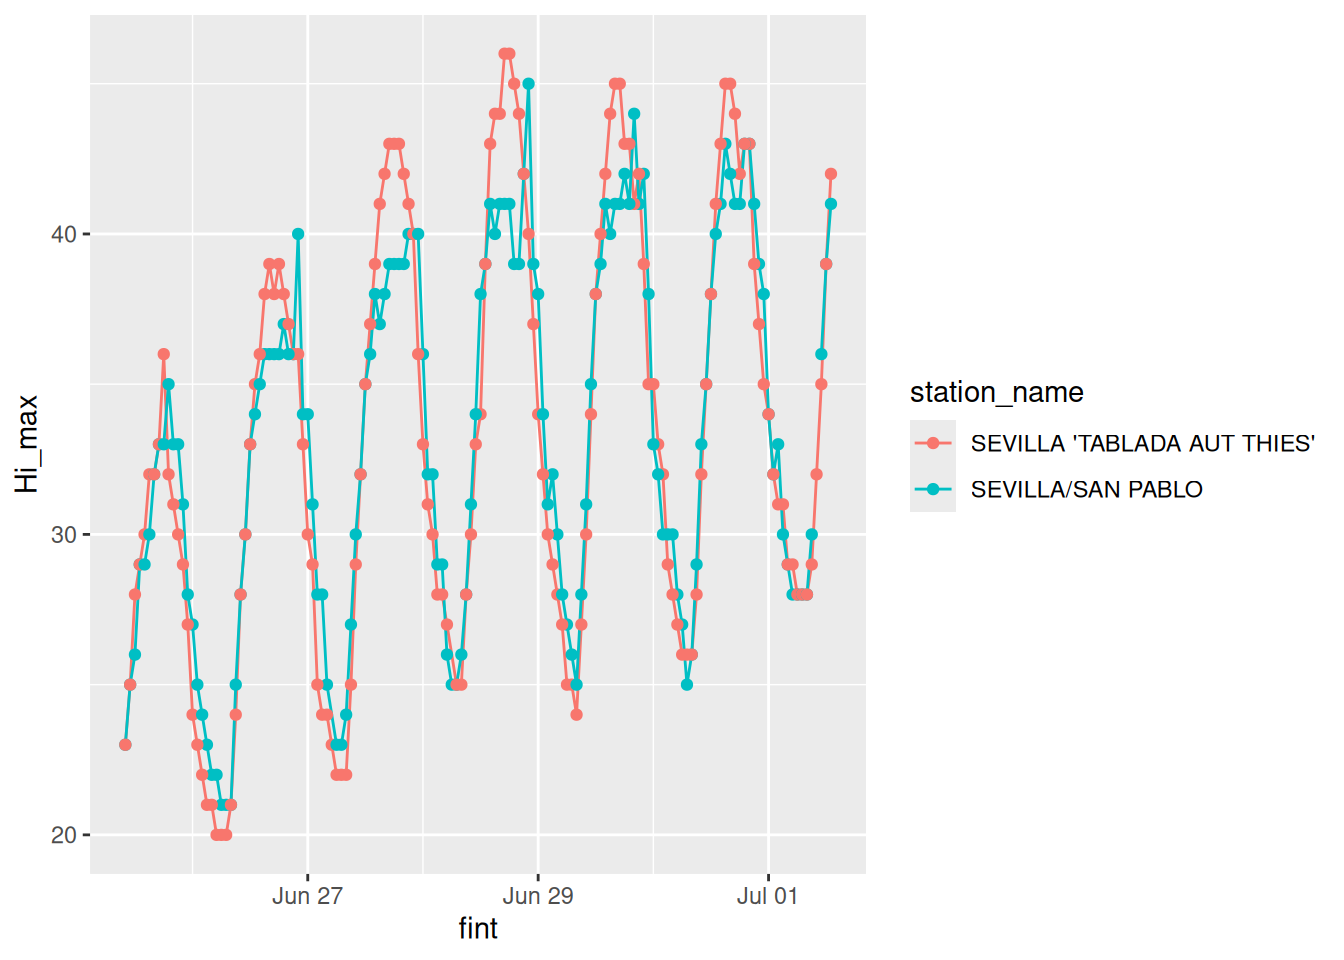 Hi_max
40
30
20
Jun 27
Jun 29
Jul 01
fint
station_name
SEVILLA 'TABLADA AUT THIES'
SEVILLA/SAN PABLO